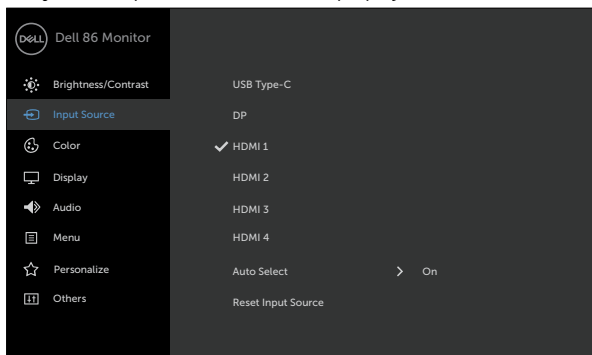 DELL
Dell 86 Monitor
Brightness/Contrast
USB Type-C
Input Source
DP
Color
HDMI 1
Display
HDMI 2
Audio
HDMI 3
Menu
HDMI 4
Personalize
Auto Select
On
Others
Reset Input Source